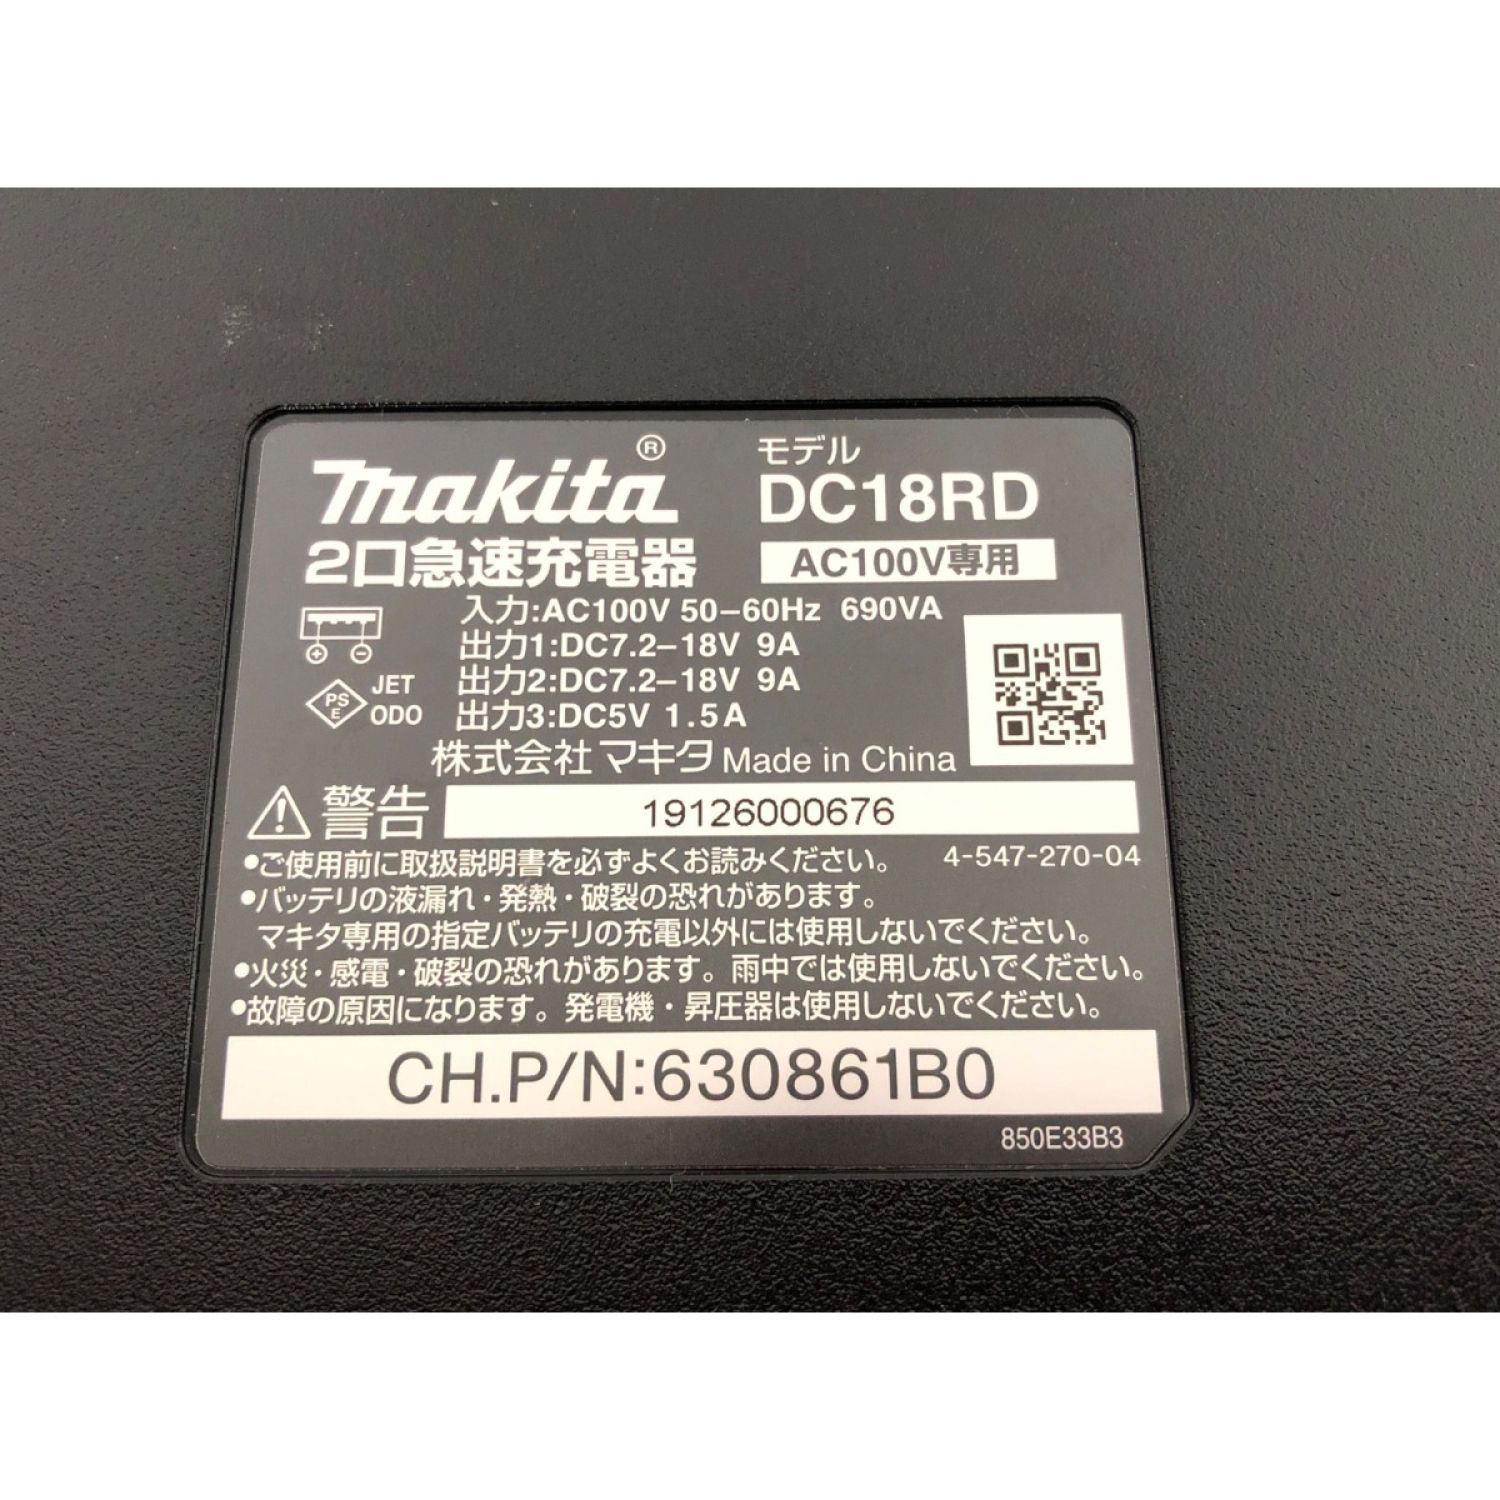 makita®
モデル
DC18RD
2口急速充電器
AC100V専用
入力:AC100V 50–60Hz 690VA
出力1:DC7.2–18V 9A
出力2:DC7.2–18V 9A
出力3:DC5V 1.5A
PS
E
JET
ODO
株式会社マキタ Made in China
警告
19126000676
●ご使用前に取扱説明書を必ずよくお読みください。 4-547-270-04
●バッテリの液漏れ・発熱・破裂の恐れがあります。
マキタ専用の指定バッテリの充電以外には使用しないでください。
●火災・感電・破裂の恐れがあります。雨中では使用しないでください。
●故障の原因になります。発電機・昇圧器は使用しないでください。
CH.P/N:630861B0
850E33B3